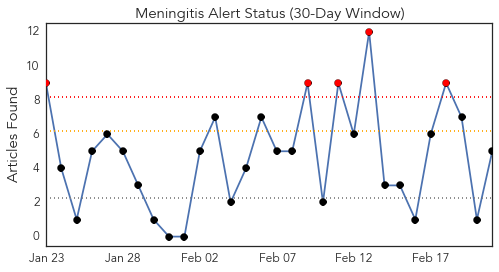 Meningitis Alert Status (30-Day Window)
Articles Found
12
10
8
6
4
2
0
Jan 23 Jan 28 Feb 02 Feb 07 Feb 12 Feb 17